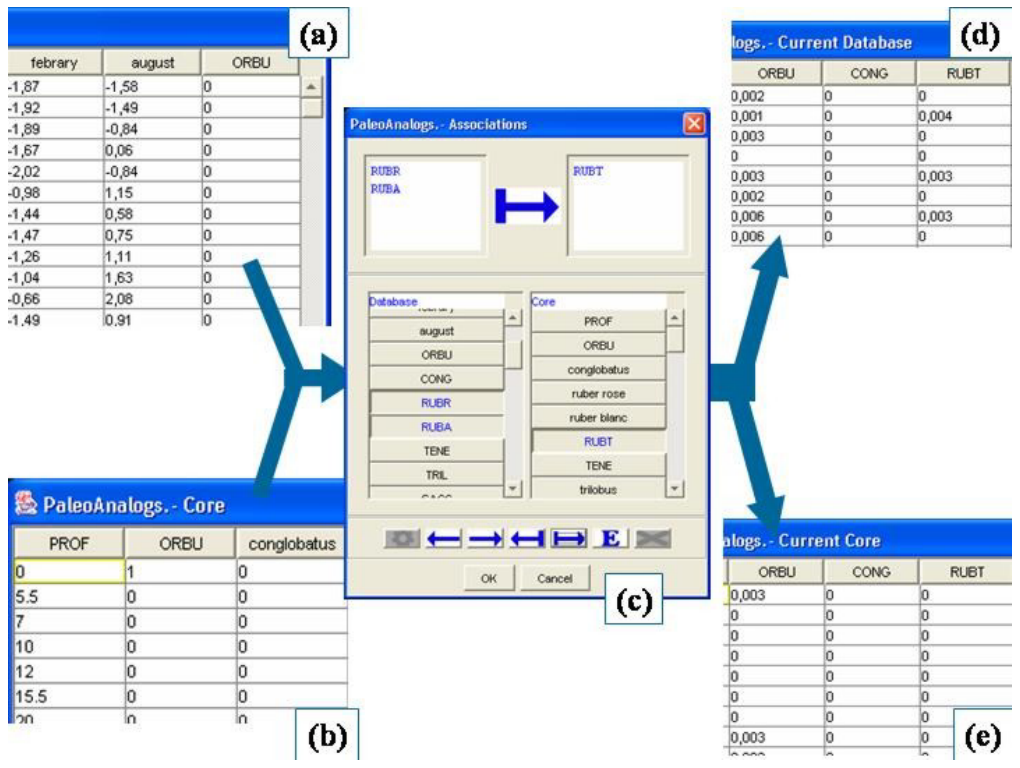 (a)
febrary august ORBU
-1,87 -1,58 0
-1,92 -1,49 0
-1,89 -0,84 0
-1,67 0,06 0
-2,02 -0,84 0
-0,98 1,15 0
-1,44 0,58 0
-1,47 0,75 0
-1,26 1,11 0
-1,04 1,63 0
-0,66 2,08 0
-1,49 0,91 0
PaleoAnalogs.- Core
PROF ORBU conglobatus
0 1 0
5.5 0 0
7 0 0
10 0 0
12 0 0
15.5 0 0
20 0 0
(b)
PaleoAnalogs.- Associations
RUBR
RUBA
RUBT
Database
febrary
august
ORBU
CONG
RUBR
RUBA
TENE
TRIL
SACC
Core
PROF
ORBU
conglobatus
ruber rose
ruber blanc
RUBT
TENE
trilobus
E
OK Cancel
(c)
alogs.- Current Database
(d)
ORBU CONG RUBT
0,002 0 0
0,001 0 0,004
0,003 0 0
0 0 0
0,003 0 0,003
0,002 0 0
0,006 0 0,003
0,006 0 0
alogs.- Current Core
ORBU CONG RUBT
0,003 0 0
0 0 0
0 0 0
0 0 0
0 0 0
0 0 0
0 0 0
0,003 0 0
(e)